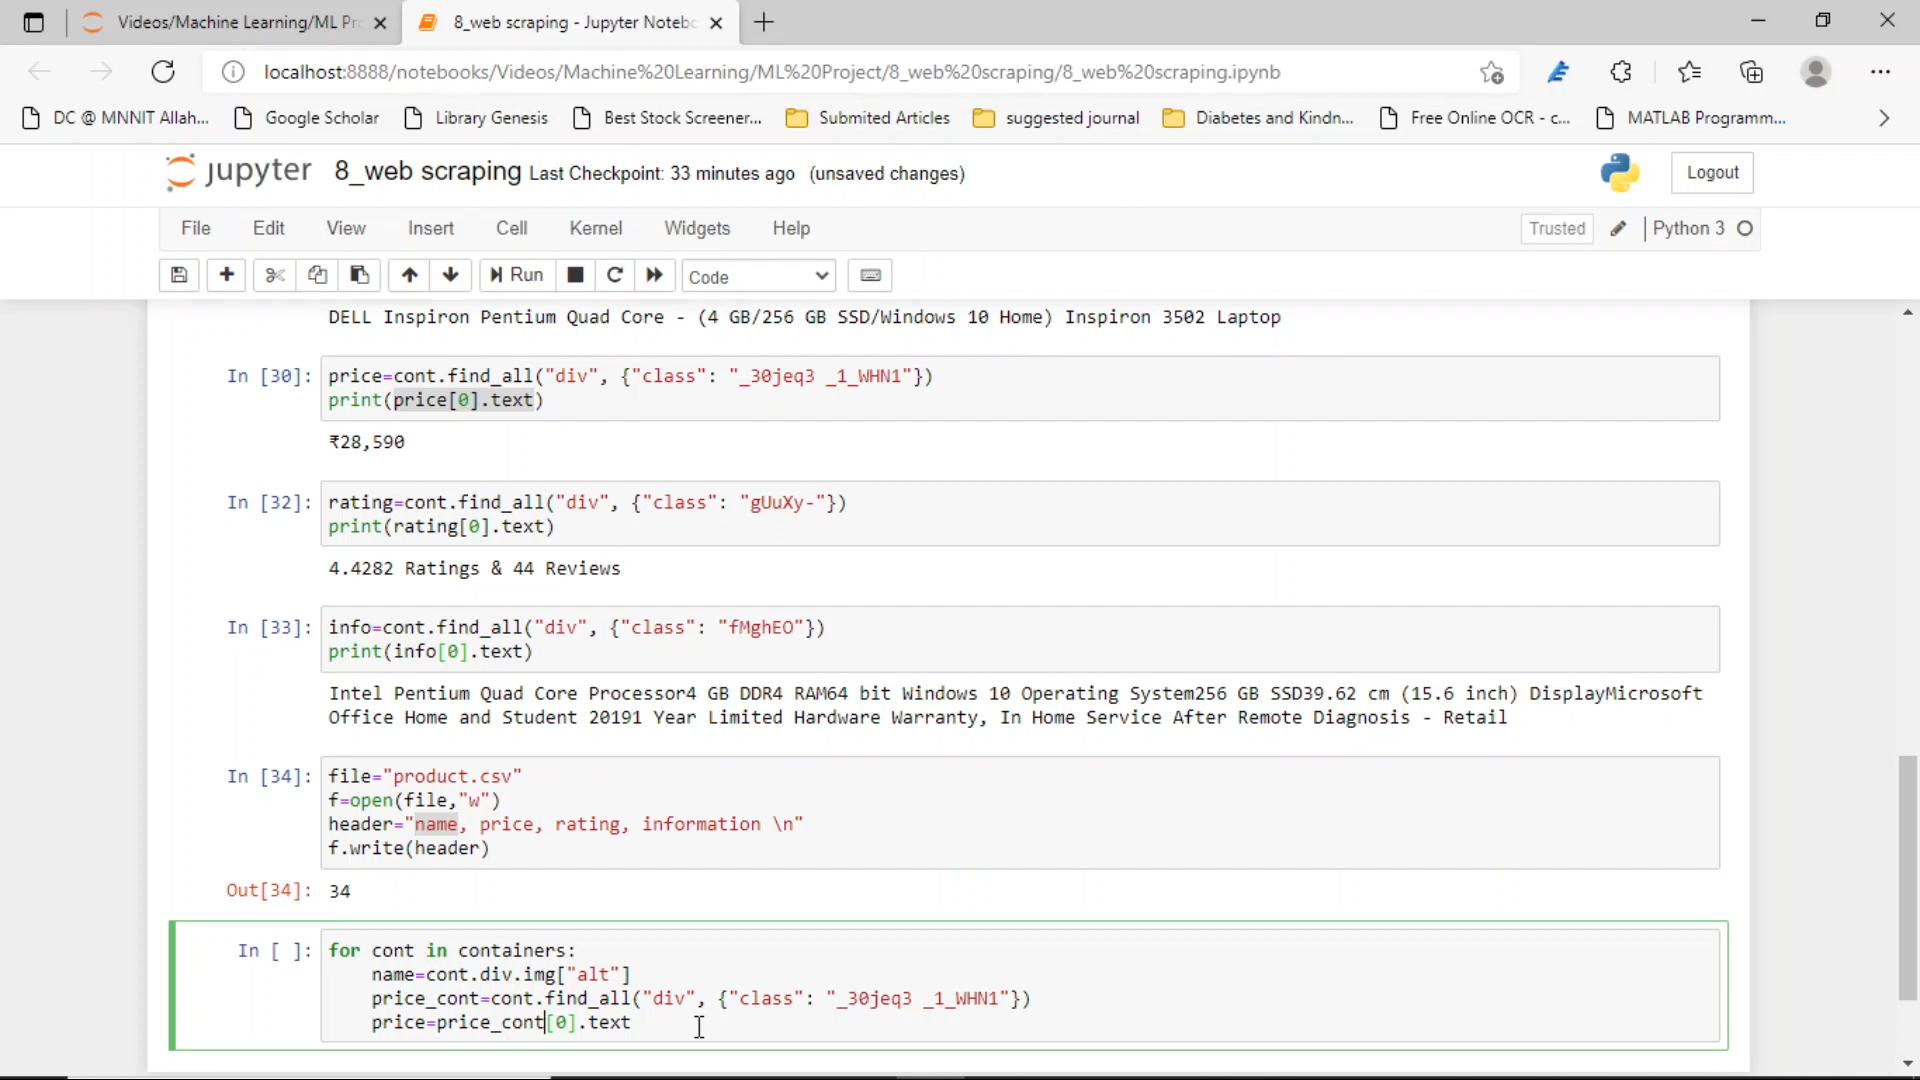 Videos/Machine Learning/ML Pr
8_web scraping - Jupyter Noteb
localhost:8888/notebooks/Videos/Machine%20Learning/ML%20Project/8_web%20scraping/8_web%20scraping.ipynb
DC @ MNNIT Allah...
Google Scholar
Library Genesis
Best Stock Screener...
Submited Articles
suggested journal
Diabetes and Kindn...
Free Online OCR - c...
MATLAB Programm...
jupyter 8_web scraping Last Checkpoint: 33 minutes ago (unsaved changes)
Logout
File Edit View Insert Cell Kernel Widgets Help
Trusted
Python 3
Run
Code
DELL Inspiron Pentium Quad Core - (4 GB/256 GB SSD/Windows 10 Home) Inspiron 3502 Laptop
In [30]: price=cont.find_all("div", {"class": "_30jeq3 _1_WHN1"})
print(price[0].text)
₹28,590
In [32]: rating=cont.find_all("div", {"class": "gUuXy-"})
print(rating[0].text)
4.4282 Ratings & 44 Reviews
In [33]: info=cont.find_all("div", {"class": "fMghEO"})
print(info[0].text)
Intel Pentium Quad Core Processor4 GB DDR4 RAM64 bit Windows 10 Operating System256 GB SSD39.62 cm (15.6 inch) DisplayMicrosoft
Office Home and Student 20191 Year Limited Hardware Warranty, In Home Service After Remote Diagnosis - Retail
In [34]: file="product.csv"
f=open(file,"w")
header="name, price, rating, information \n"
f.write(header)
Out[34]: 34
In [ ]: for cont in containers:
name=cont.div.img["alt"]
price_cont=cont.find_all("div", {"class": "_30jeq3 _1_WHN1"})
price=price_cont[0].text